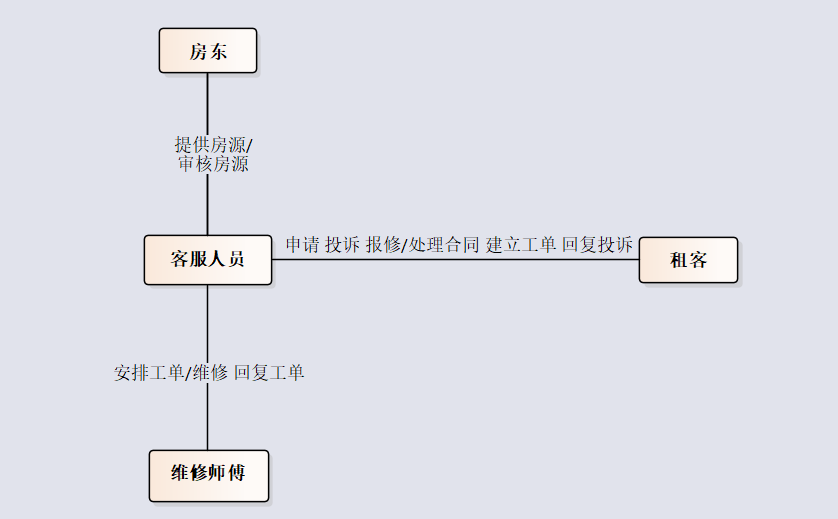 房东
提供房源/
审核房源
申请 投诉 报修/处理合同 建立工单 回复投诉
客服人员
租客
安排工单/维修 回复工单
维修师傅